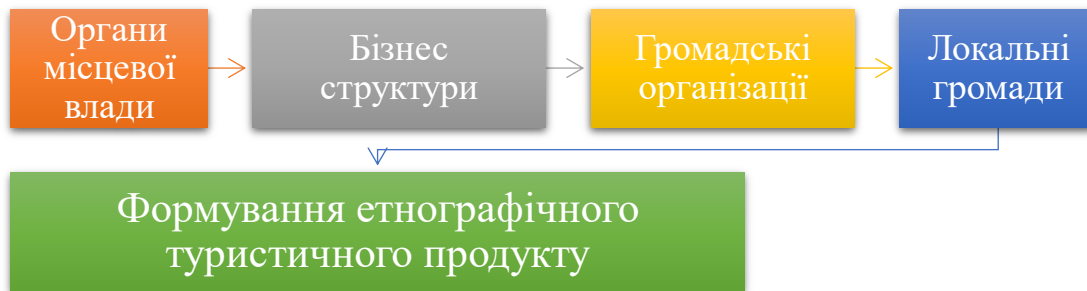 Органи
місцевої
влади
Бізнес
структури
Громадські
організації
Локальні
громади
Формування етнографічного
туристичного продукту